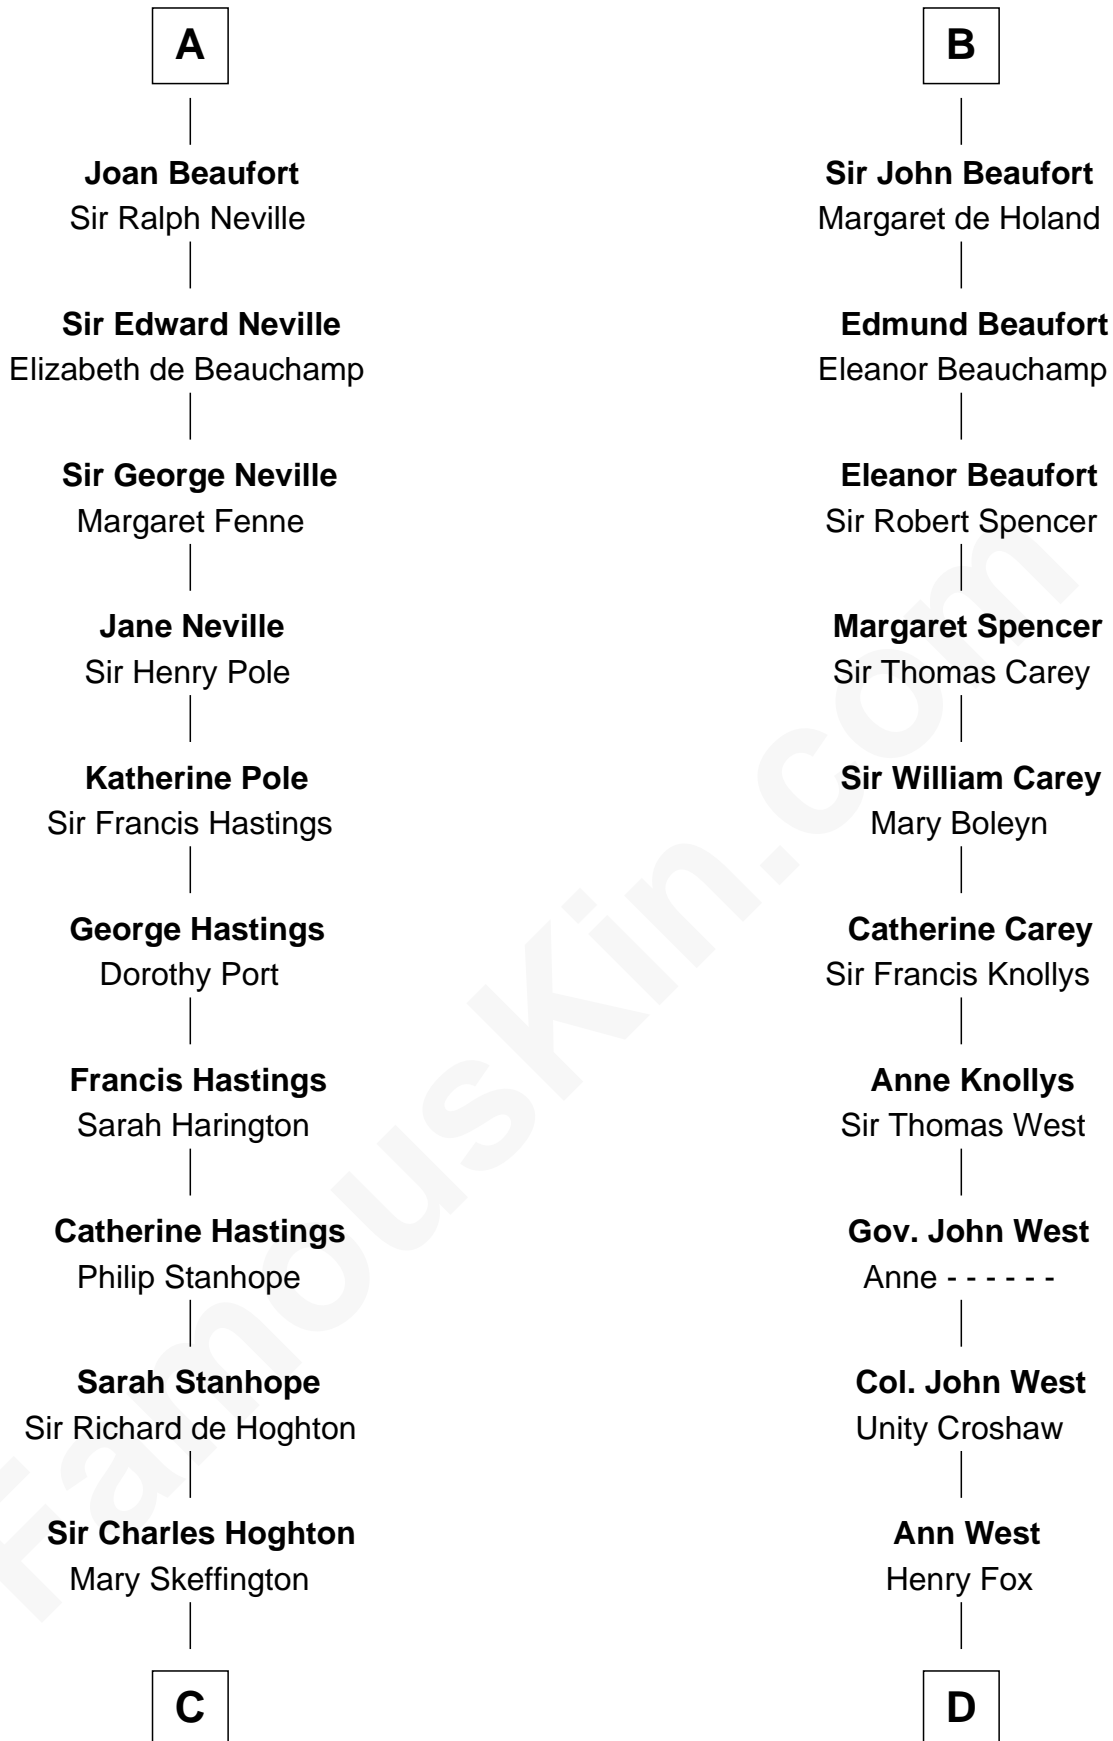 A
Joan Beaufort
Sir Ralph Neville
Sir Edward Neville
Elizabeth de Beauchamp
Sir George Neville
Margaret Fenne
Jane Neville
Sir Henry Pole
Katherine Pole
Sir Francis Hastings
George Hastings
Dorothy Port
Francis Hastings
Sarah Harington
Catherine Hastings
Philip Stanhope
Sarah Stanhope
Sir Richard de Hoghton
Sir Charles Hoghton
Mary Skeffington
C
B
Sir John Beaufort
Margaret de Holand
Edmund Beaufort
Eleanor Beauchamp
Eleanor Beaufort
Sir Robert Spencer
Margaret Spencer
Sir Thomas Carey
Sir William Carey
Mary Boleyn
Catherine Carey
Sir Francis Knollys
Anne Knollys
Sir Thomas West
Gov. John West
Anne - - - - - -
Col. John West
Unity Croshaw
Ann West
Henry Fox
D
FamousKin.com